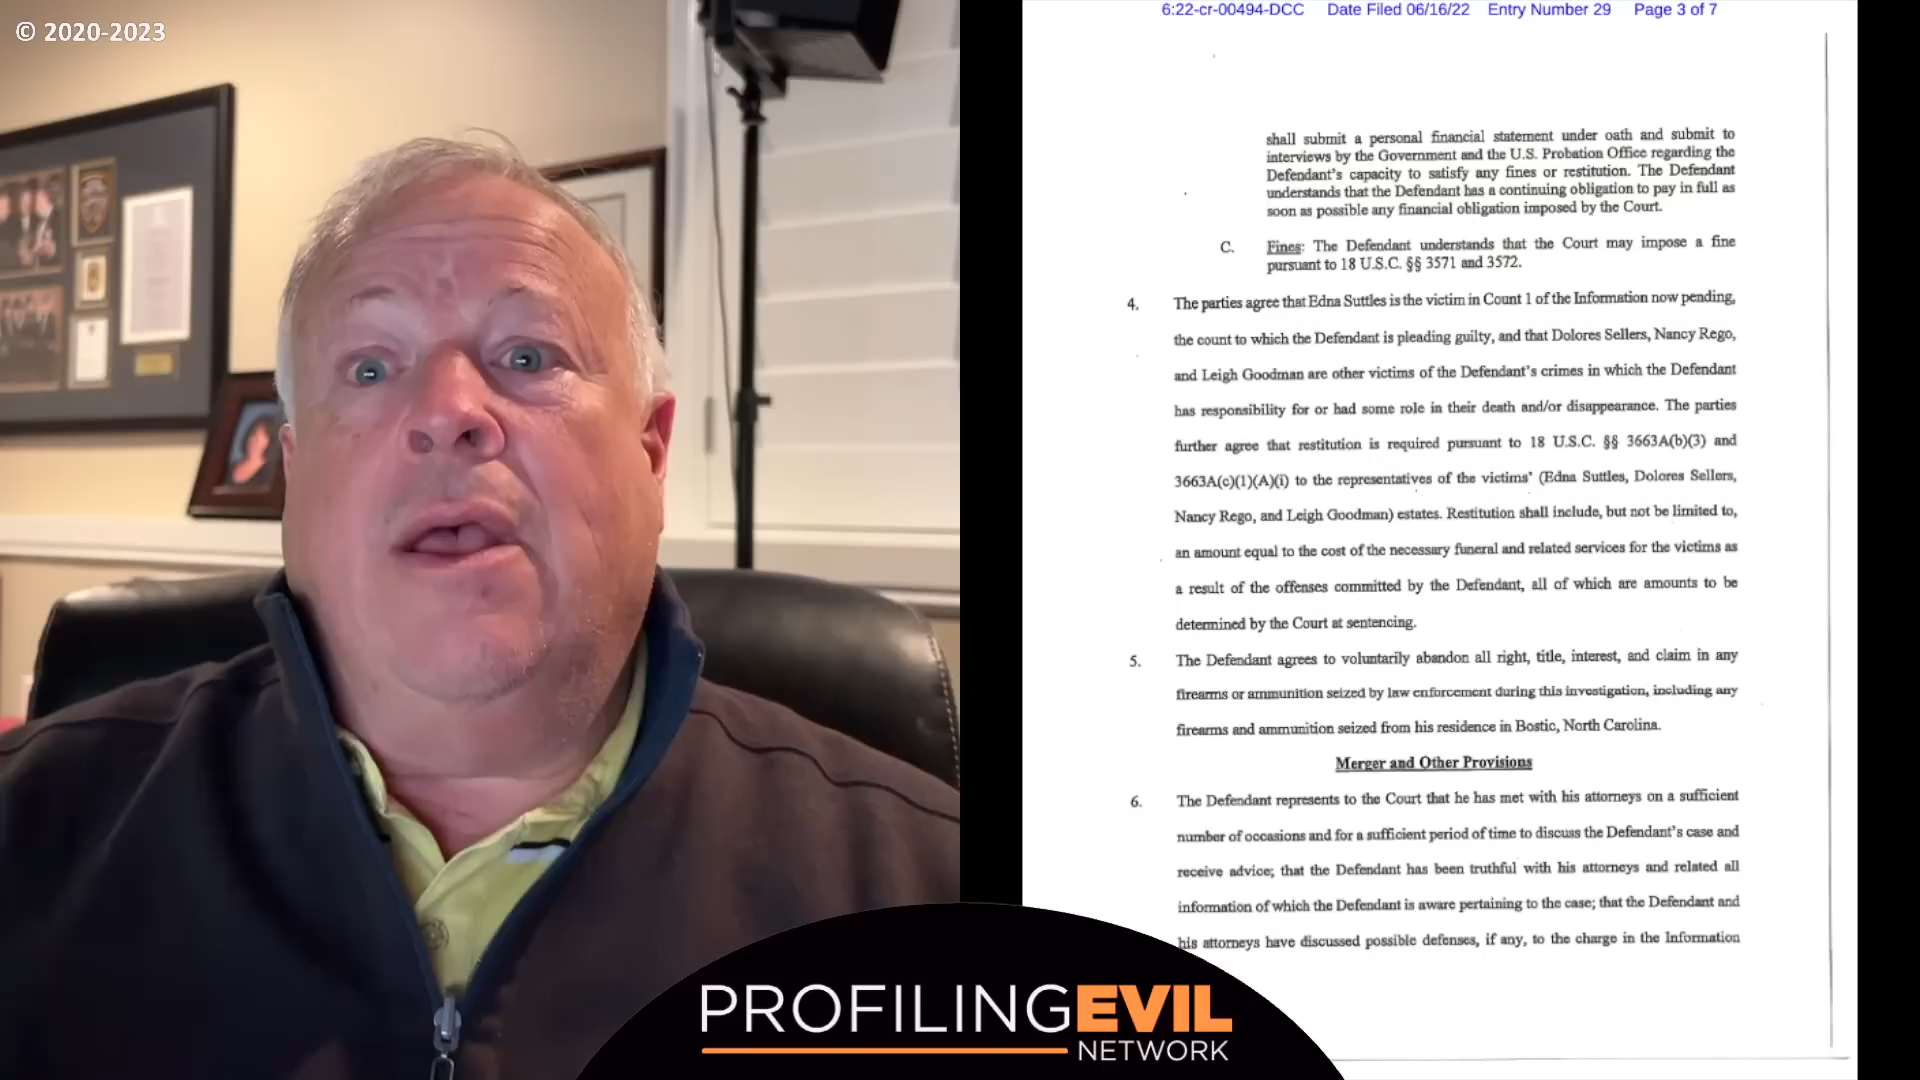 © 2020-2023
6:22-cr-00494-DCC Date Filed 06/16/22 Entry Number 29 Page 3 of 7
shall submit a personal financial statement under oath and submit to
interviews by the Government and the U.S. Probation Office regarding the
Defendant's capacity to satisfy any fines or restitution. The Defendant
understands that the Defendant has a continuing obligation to pay in full as
soon as possible any financial obligation imposed by the Court.
C. Fines: The Defendant understands that the Court may impose a fine
pursuant to 18 U.S.C. §§ 3571 and 3572.
4. The parties agree that Edna Suttles is the victim in Count 1 of the Information now pending,
the count to which the Defendant is pleading guilty, and that Dolores Sellers, Nancy Rego,
and Leigh Goodman are other victims of the Defendant's crimes in which the Defendant
has responsibility for or had some role in their death and/or disappearance. The parties
further agree that restitution is required pursuant to 18 U.S.C. §§ 3663A(b)(3) and
3663A(c)(1)(A)(i) to the representatives of the victims' (Edna Suttles, Dolores Sellers,
Nancy Rego, and Leigh Goodman) estates. Restitution shall include, but not be limited to,
an amount equal to the cost of the necessary funeral and related services for the victims as
a result of the offenses committed by the Defendant, all of which are amounts to be
determined by the Court at sentencing.
5. The Defendant agrees to voluntarily abandon all right, title, interest, and claim in any
firearms or ammunition seized by law enforcement during this investigation, including any
firearms and ammunition seized from his residence in Bostic, North Carolina.
Merger and Other Provisions
6. The Defendant represents to the Court that he has met with his attorneys on a sufficient
number of occasions and for a sufficient period of time to discuss the Defendant's case and
receive advice; that the Defendant has been truthful with his attorneys and related all
information of which the Defendant is aware pertaining to the case; that the Defendant and
his attorneys have discussed possible defenses, if any, to the charge in the Information
PROFILINGEVIL
NETWORK